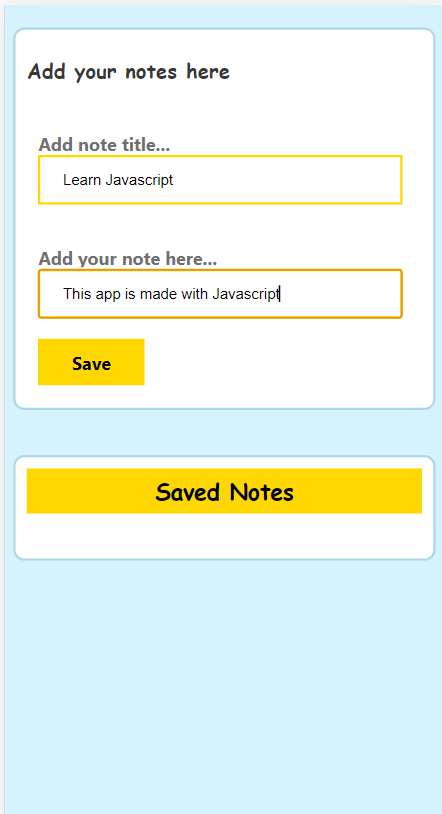 Add your notes here
Add note title...
Learn Javascript
Add your note here...
This app is made with Javascript
Save
Saved Notes